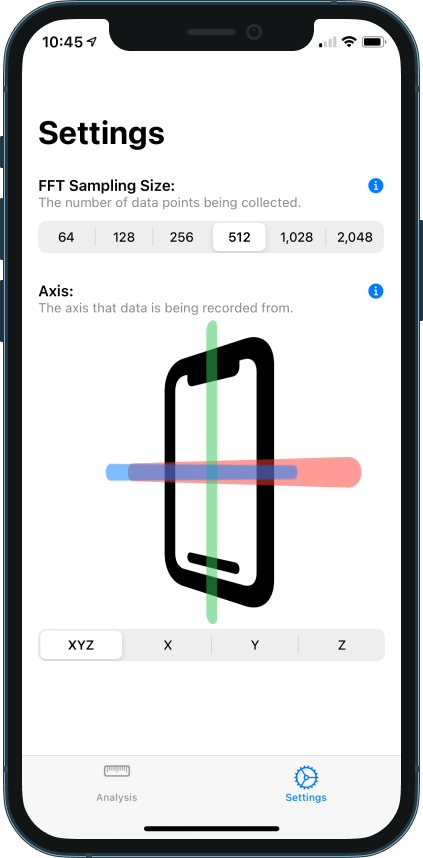 10:45
Settings
FFT Sampling Size:
The number of data points being collected.
64 128 256 512 1,028 2,048
Axis:
The axis that data is being recorded from.
XYZ X Y Z
Analysis Settings